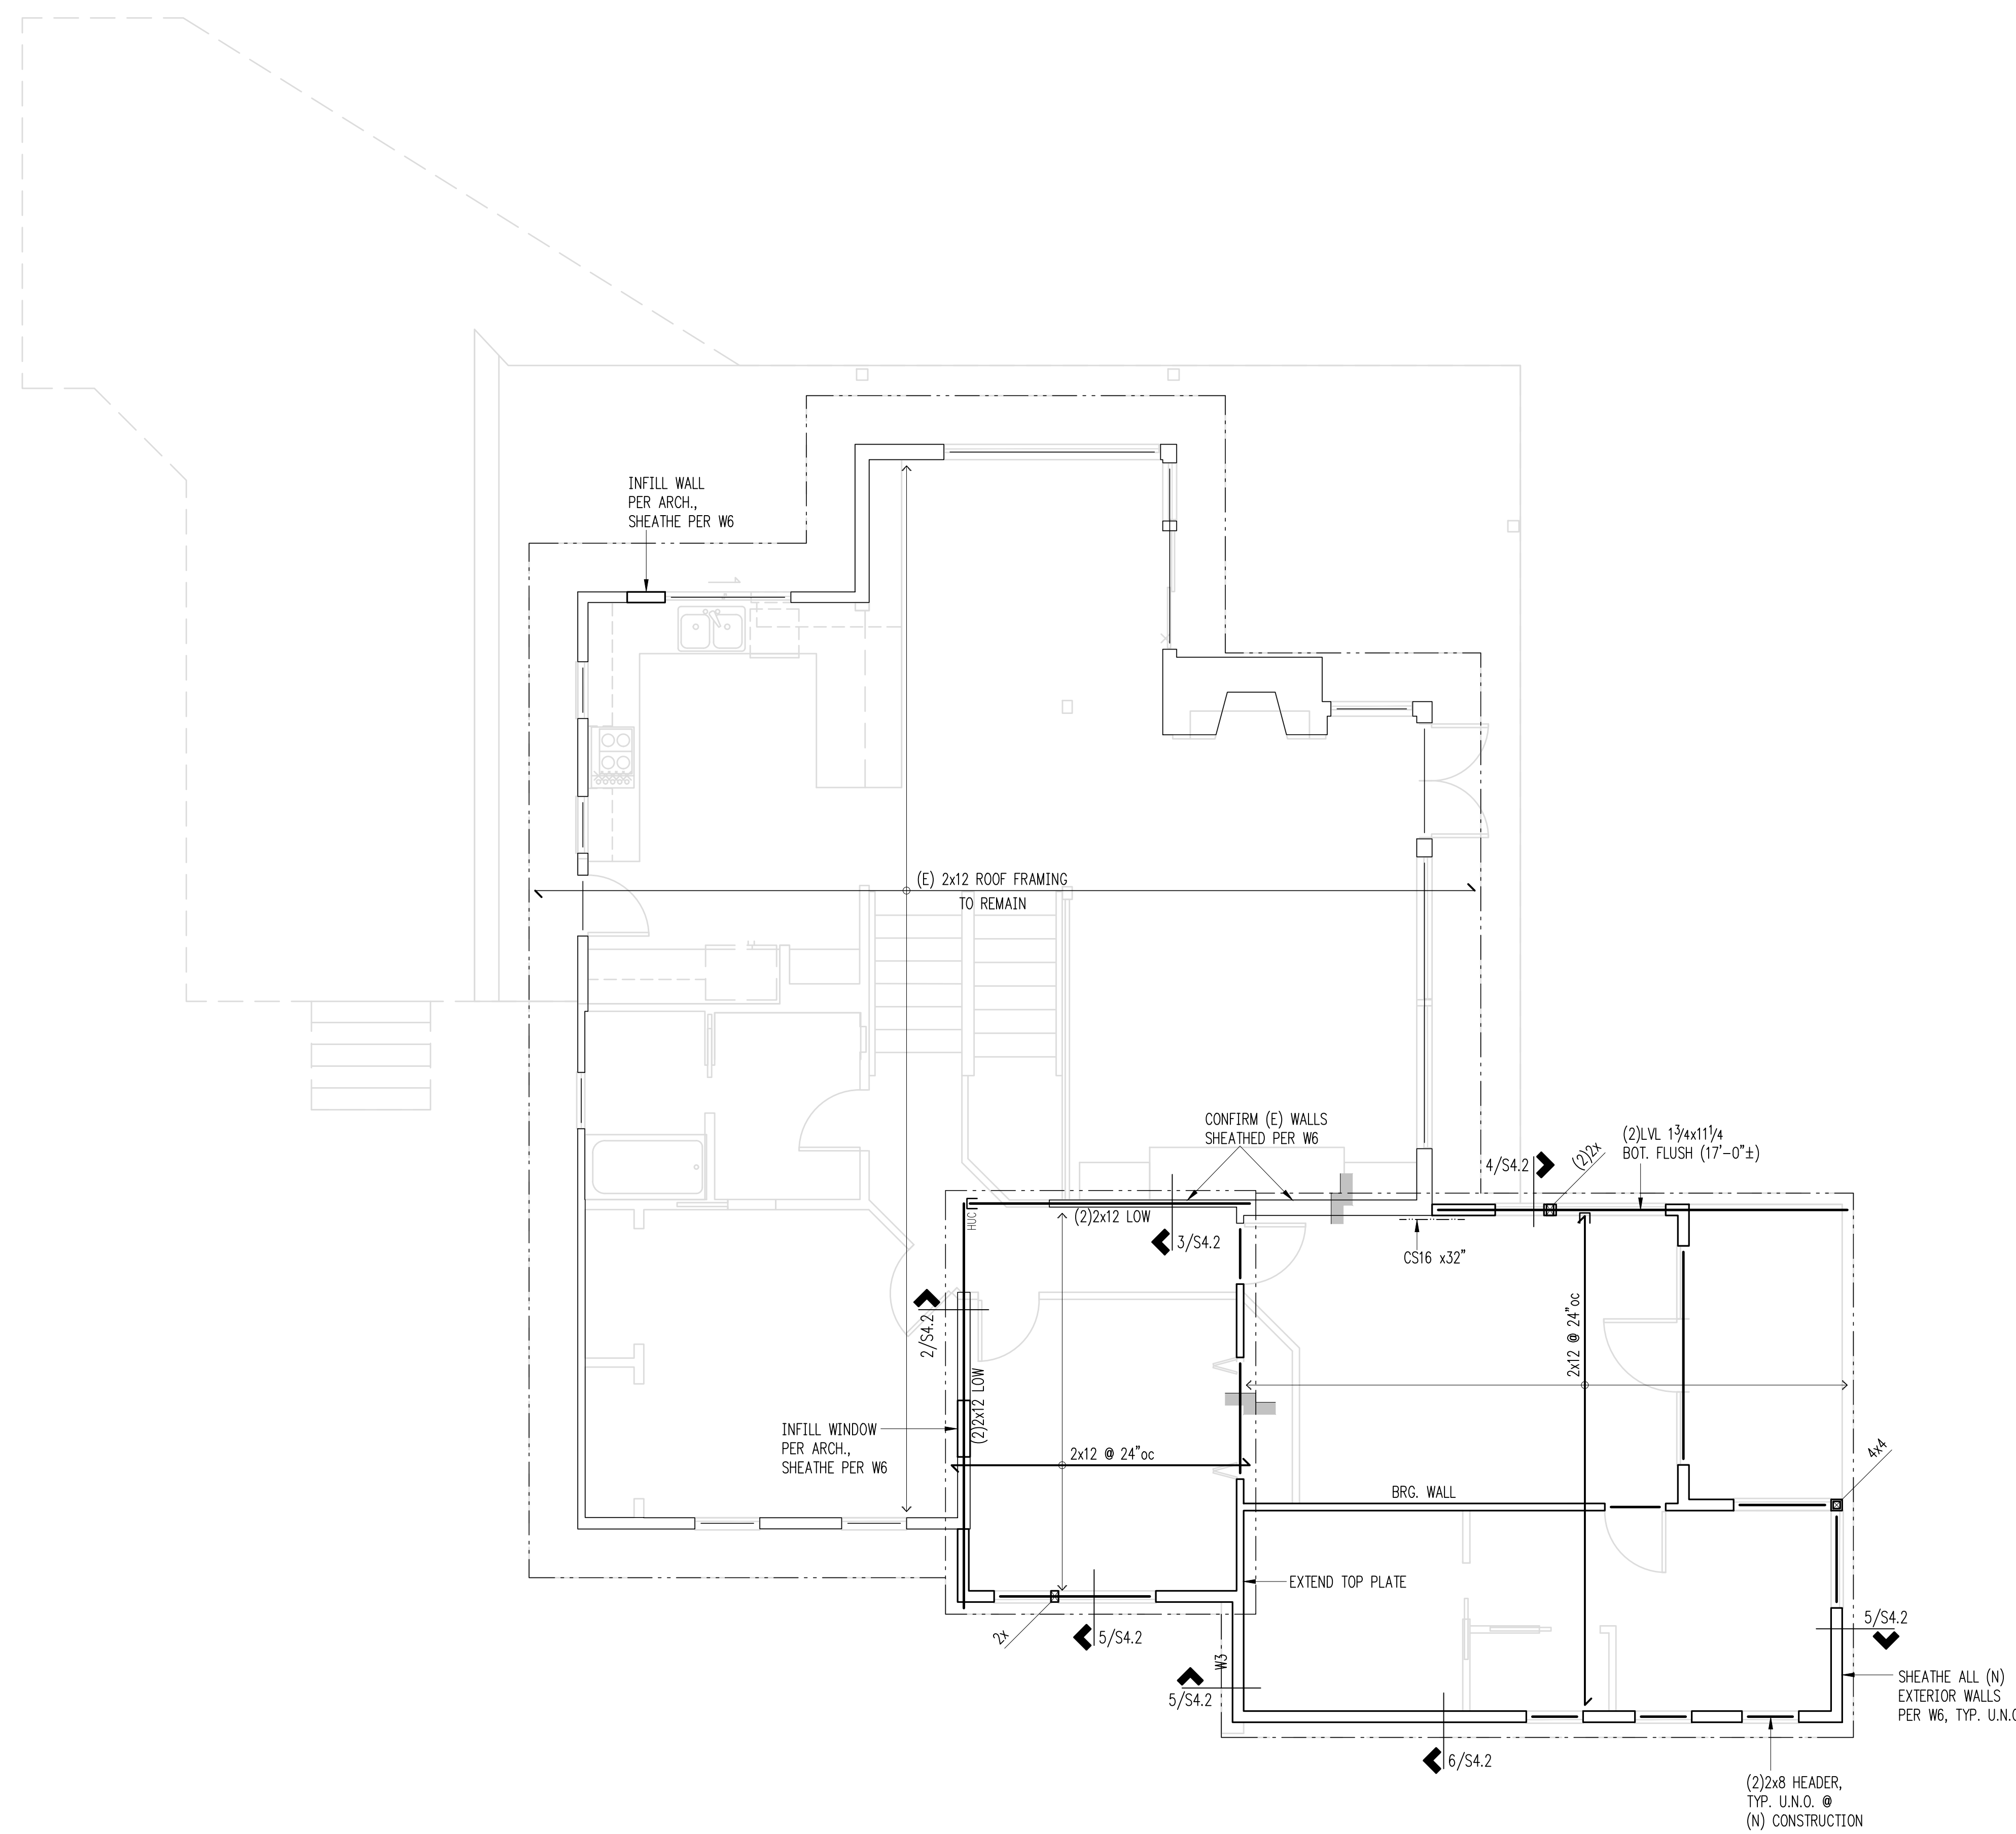 INFILL WALL
PER ARCH.,
SHEATHE PER W6
(E) 2x12 ROOF FRAMING
TO REMAIN
CONFIRM (E) WALLS
SHEATHED PER W6
4/S4.2
(2)2x
(2)LVL 1 3/4x11 1/4
BOT. FLUSH (17'-0"±)
HUC
(2)2x12 LOW
3/S4.2
CS16 x32"
2/S4.2
2x12 @ 24"oc
(2)2x12 LOW
INFILL WINDOW
PER ARCH.,
SHEATHE PER W6
2x12 @ 24"oc
4x4
BRG. WALL
EXTEND TOP PLATE
2x
5/S4.2
W3
5/S4.2
5/S4.2
SHEATHE ALL (N)
EXTERIOR WALLS
PER W6, TYP. U.N.O
6/S4.2
(2)2x8 HEADER,
TYP. U.N.O. @
(N) CONSTRUCTION